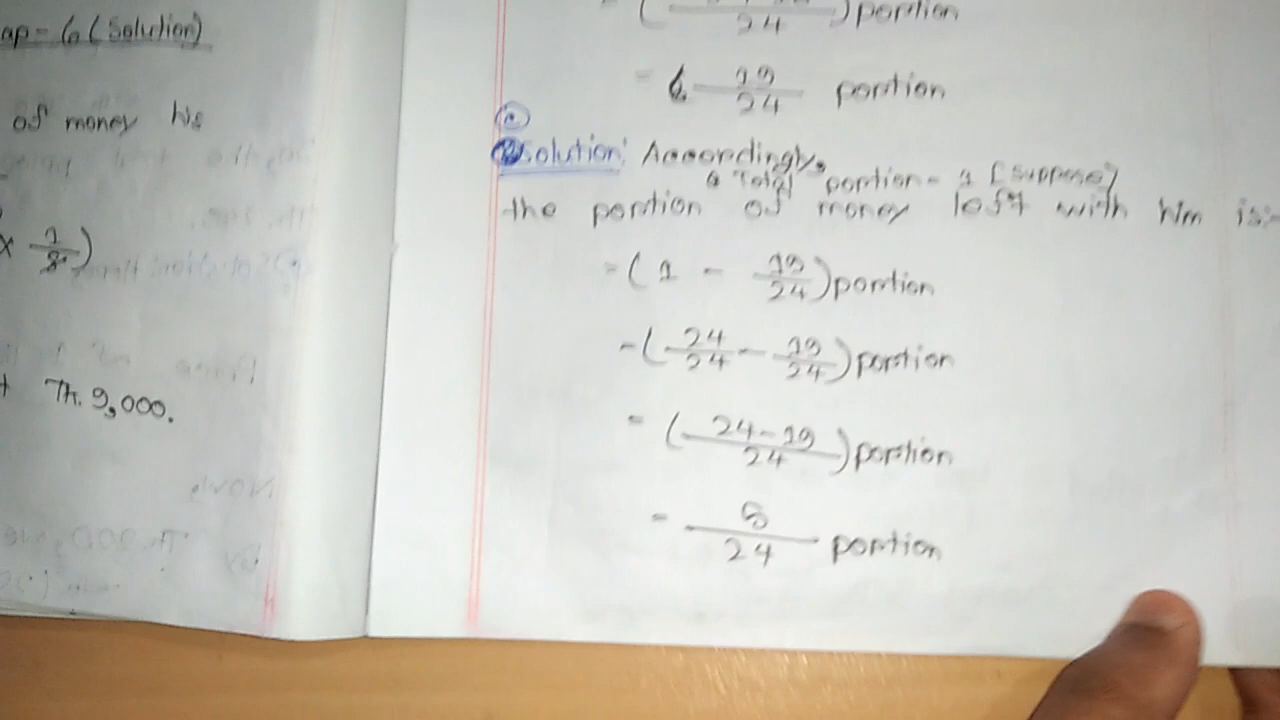 ap - 6 (Solution)
of money his
x 1/8)
Th. 9,000.
24 ) portion
= 19/24 portion
(a)
Solution: Accordingly,
Total portion = 1 [suppose]
the portion of money left with him is:-
= (1 - 19/24) portion
= (24/24 - 19/24) portion
= (24-19/24) portion
= 5/24 portion